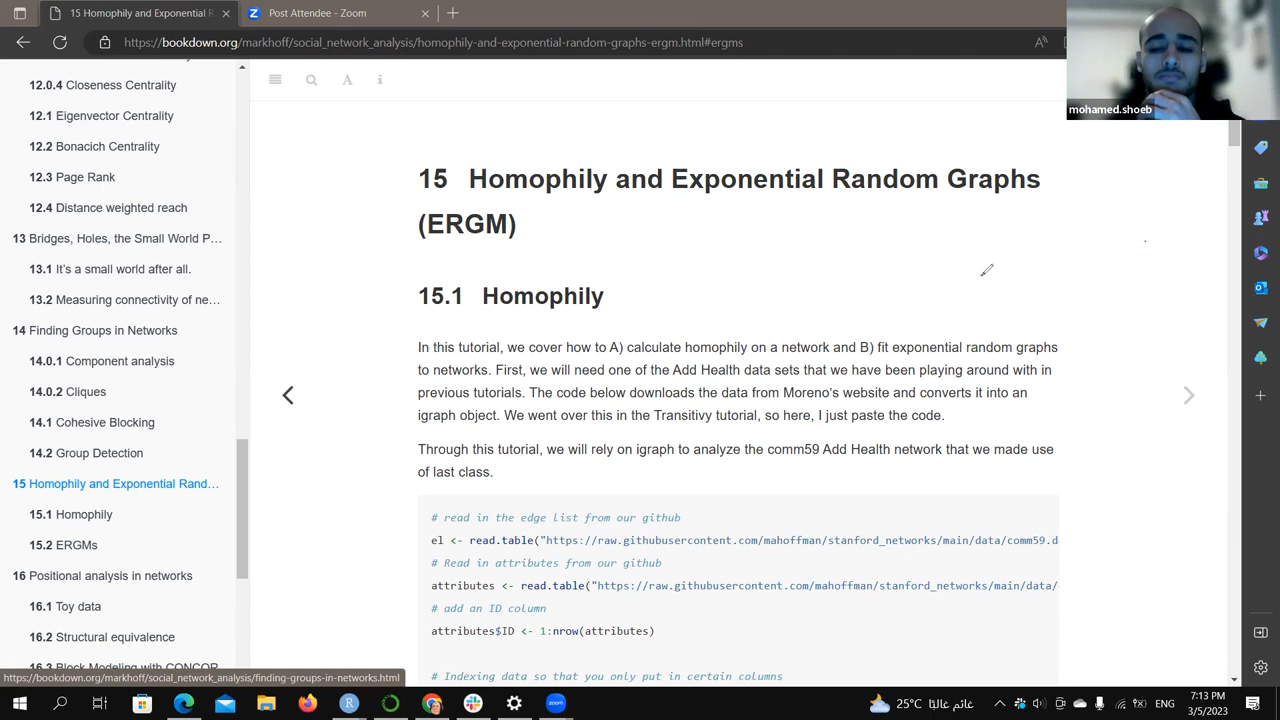 15 Homophily and Exponential R
Post Attendee - Zoom
https://bookdown.org/markhoff/social_network_analysis/homophily-and-exponential-random-graphs-ergm.html#ergms
mohamed.shoeb
12.0.4 Closeness Centrality
12.1 Eigenvector Centrality
12.2 Bonacich Centrality
12.3 Page Rank
12.4 Distance weighted reach
13 Bridges, Holes, the Small World P...
13.1 It's a small world after all.
13.2 Measuring connectivity of ne...
14 Finding Groups in Networks
14.0.1 Component analysis
14.0.2 Cliques
14.1 Cohesive Blocking
14.2 Group Detection
15 Homophily and Exponential Rand...
15.1 Homophily
15.2 ERGMs
16 Positional analysis in networks
16.1 Toy data
16.2 Structural equivalence
16.3 Block Modeling with CONCOR
https://bookdown.org/markhoff/social_network_analysis/finding-groups-in-networks.html
15 Homophily and Exponential Random Graphs
(ERGM)
15.1 Homophily
In this tutorial, we cover how to A) calculate homophily on a network and B) fit exponential random graphs
to networks. First, we will need one of the Add Health data sets that we have been playing around with in
previous tutorials. The code below downloads the data from Moreno's website and converts it into an
igraph object. We went over this in the Transitivy tutorial, so here, I just paste the code.
Through this tutorial, we will rely on igraph to analyze the comm59 Add Health network that we made use
of last class.
# read in the edge list from our github
el <- read.table("https://raw.githubusercontent.com/mahoffman/stanford_networks/main/data/comm59.d
# Read in attributes from our github
attributes <- read.table("https://raw.githubusercontent.com/mahoffman/stanford_networks/main/data/
# add an ID column
attributes$ID <- 1:nrow(attributes)
# Indexing data so that you only put in certain columns
25°C غائم غالبًا
ENG
7:13 PM
3/5/2023